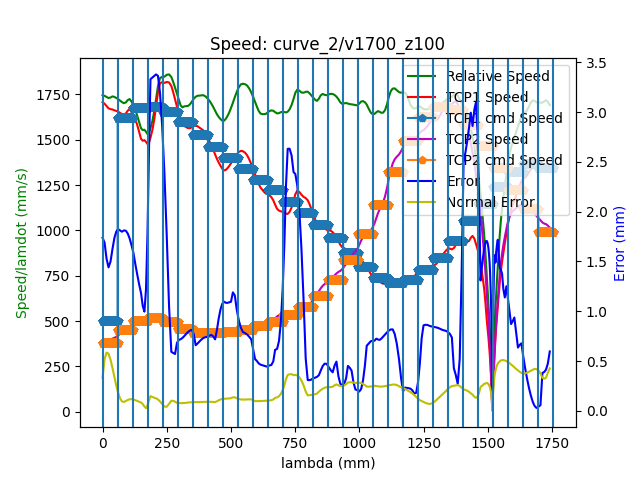 Speed: curve_2/v1700_z100
Relative Speed
TCP1 Speed
TCP1 cmd Speed
TCP2 Speed
TCP2 cmd Speed
Error
Normal Error
Speed/lamdot (mm/s)
1750
1500
1250
1000
750
500
250
0
3.5
3.0
2.5
2.0
1.5
1.0
0.5
0.0
Error (mm)
0 250 500 750 1000 1250 1500 1750
lambda (mm)